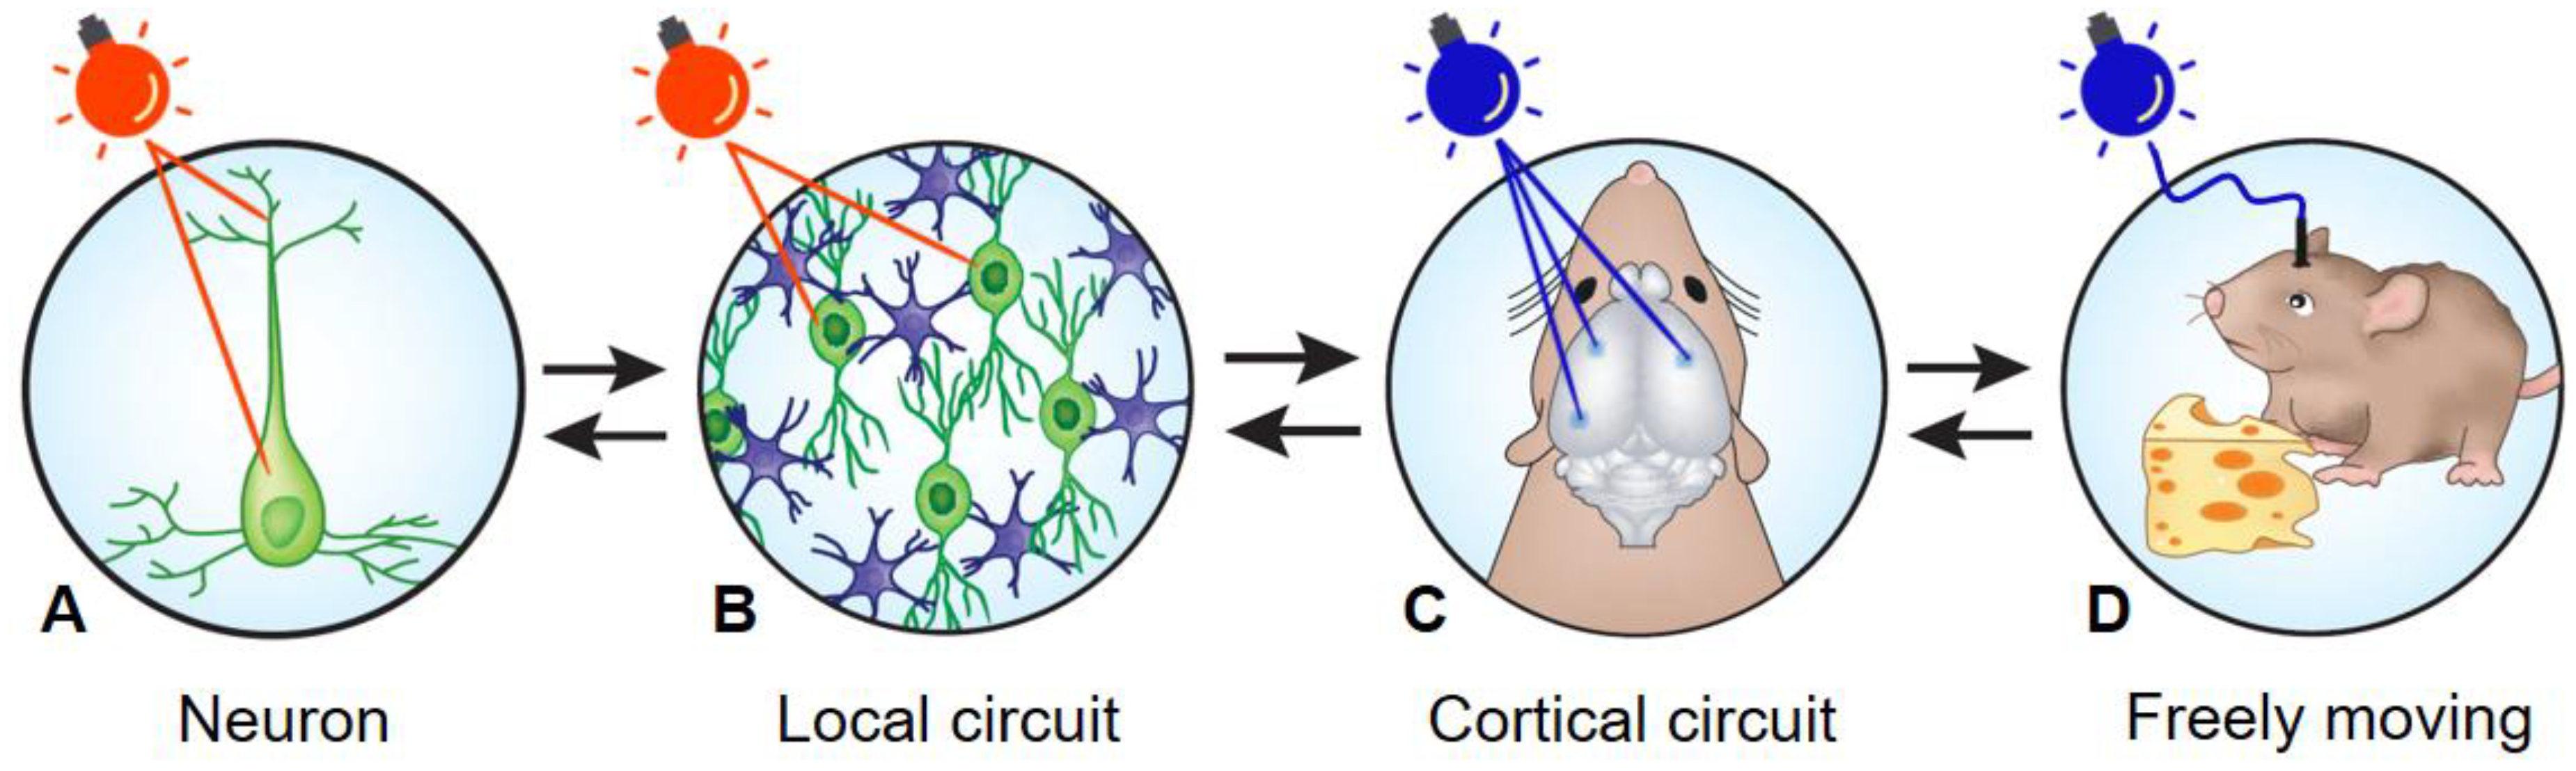 A
B
C
D
Neuron
Local circuit
Cortical circuit
Freely moving